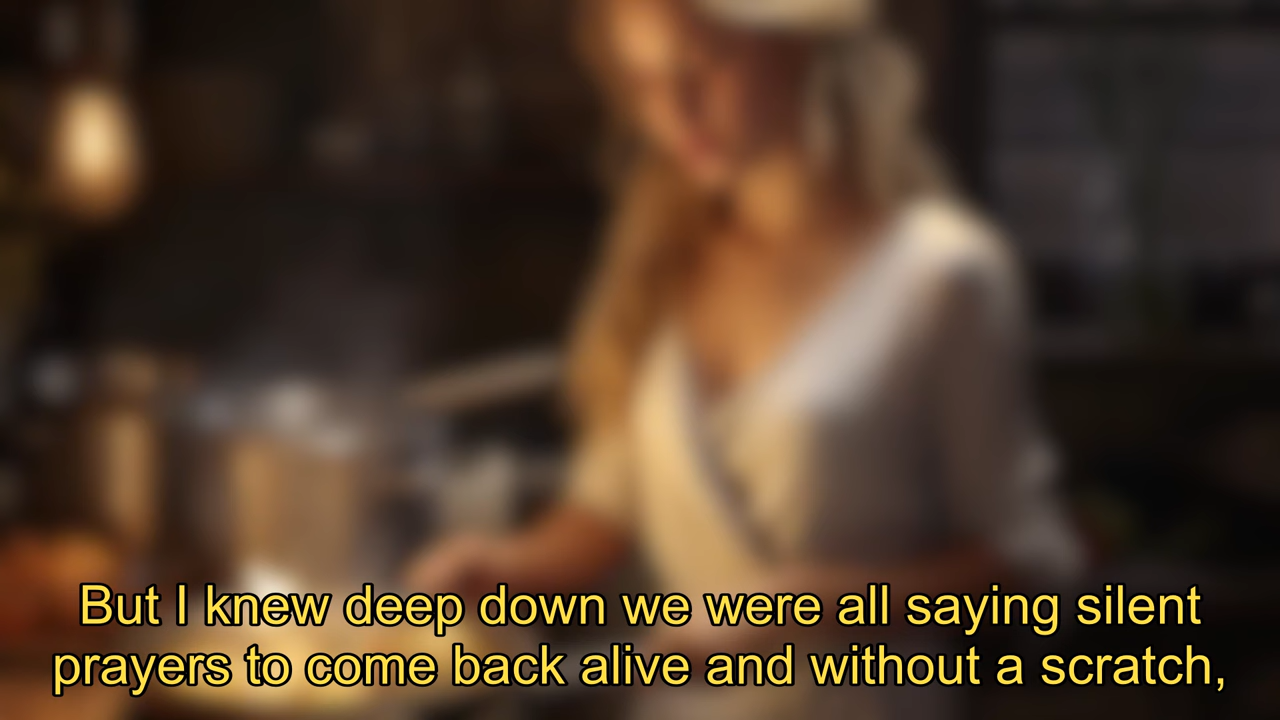 But I knew deep down we were all saying silent
prayers to come back alive and without a scratch,